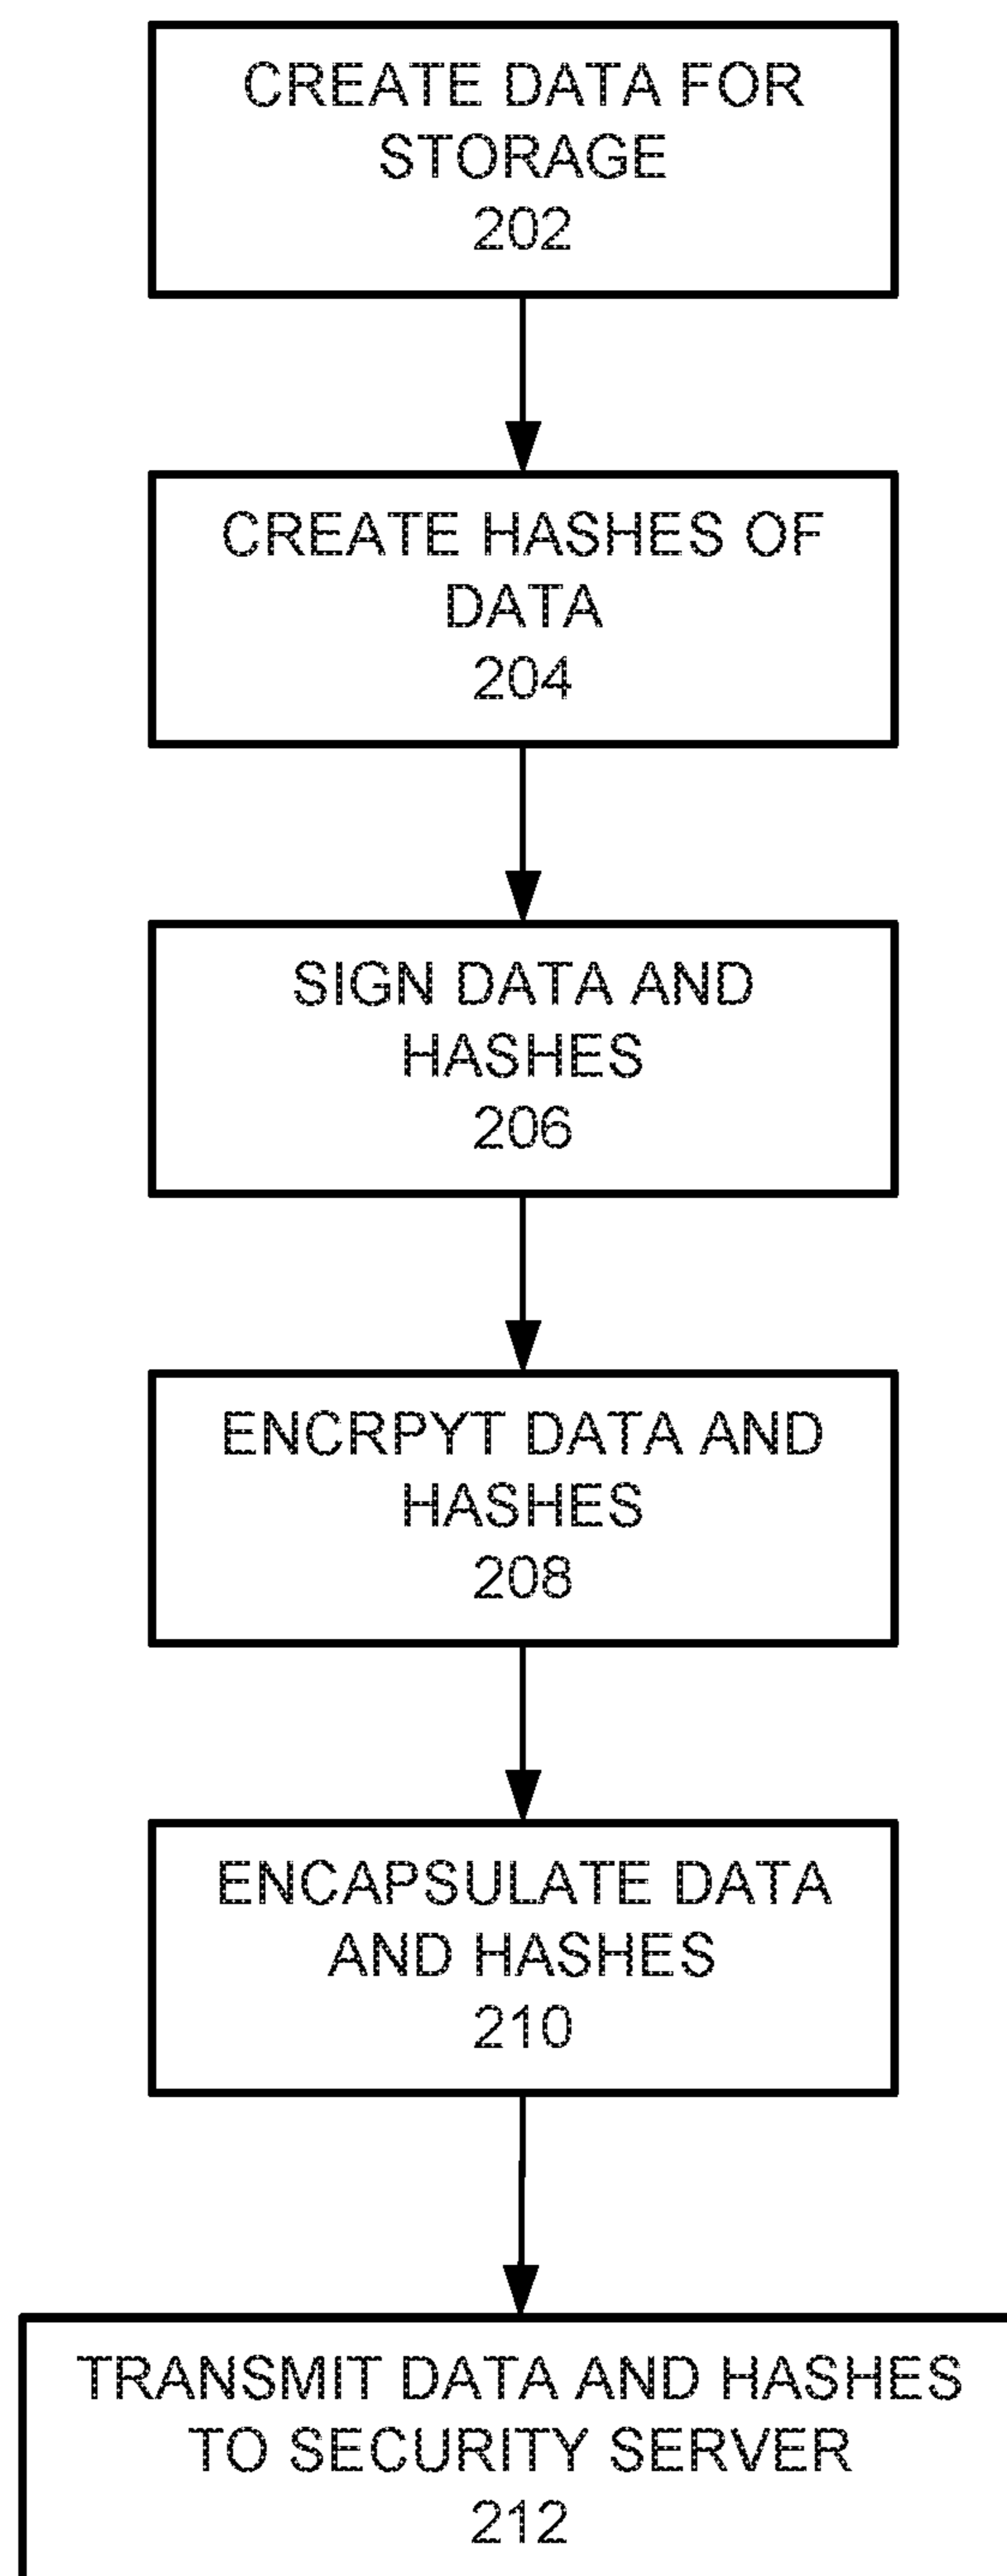 CREATE DATA FOR
STORAGE
202
CREATE HASHES OF
DATA
204
SIGN DATA AND
HASHES
206
ENCRPYT DATA AND
HASHES
208
ENCAPSULATE DATA
AND HASHES
210
TRANSMIT DATA AND HASHES
TO SECURITY SERVER
212